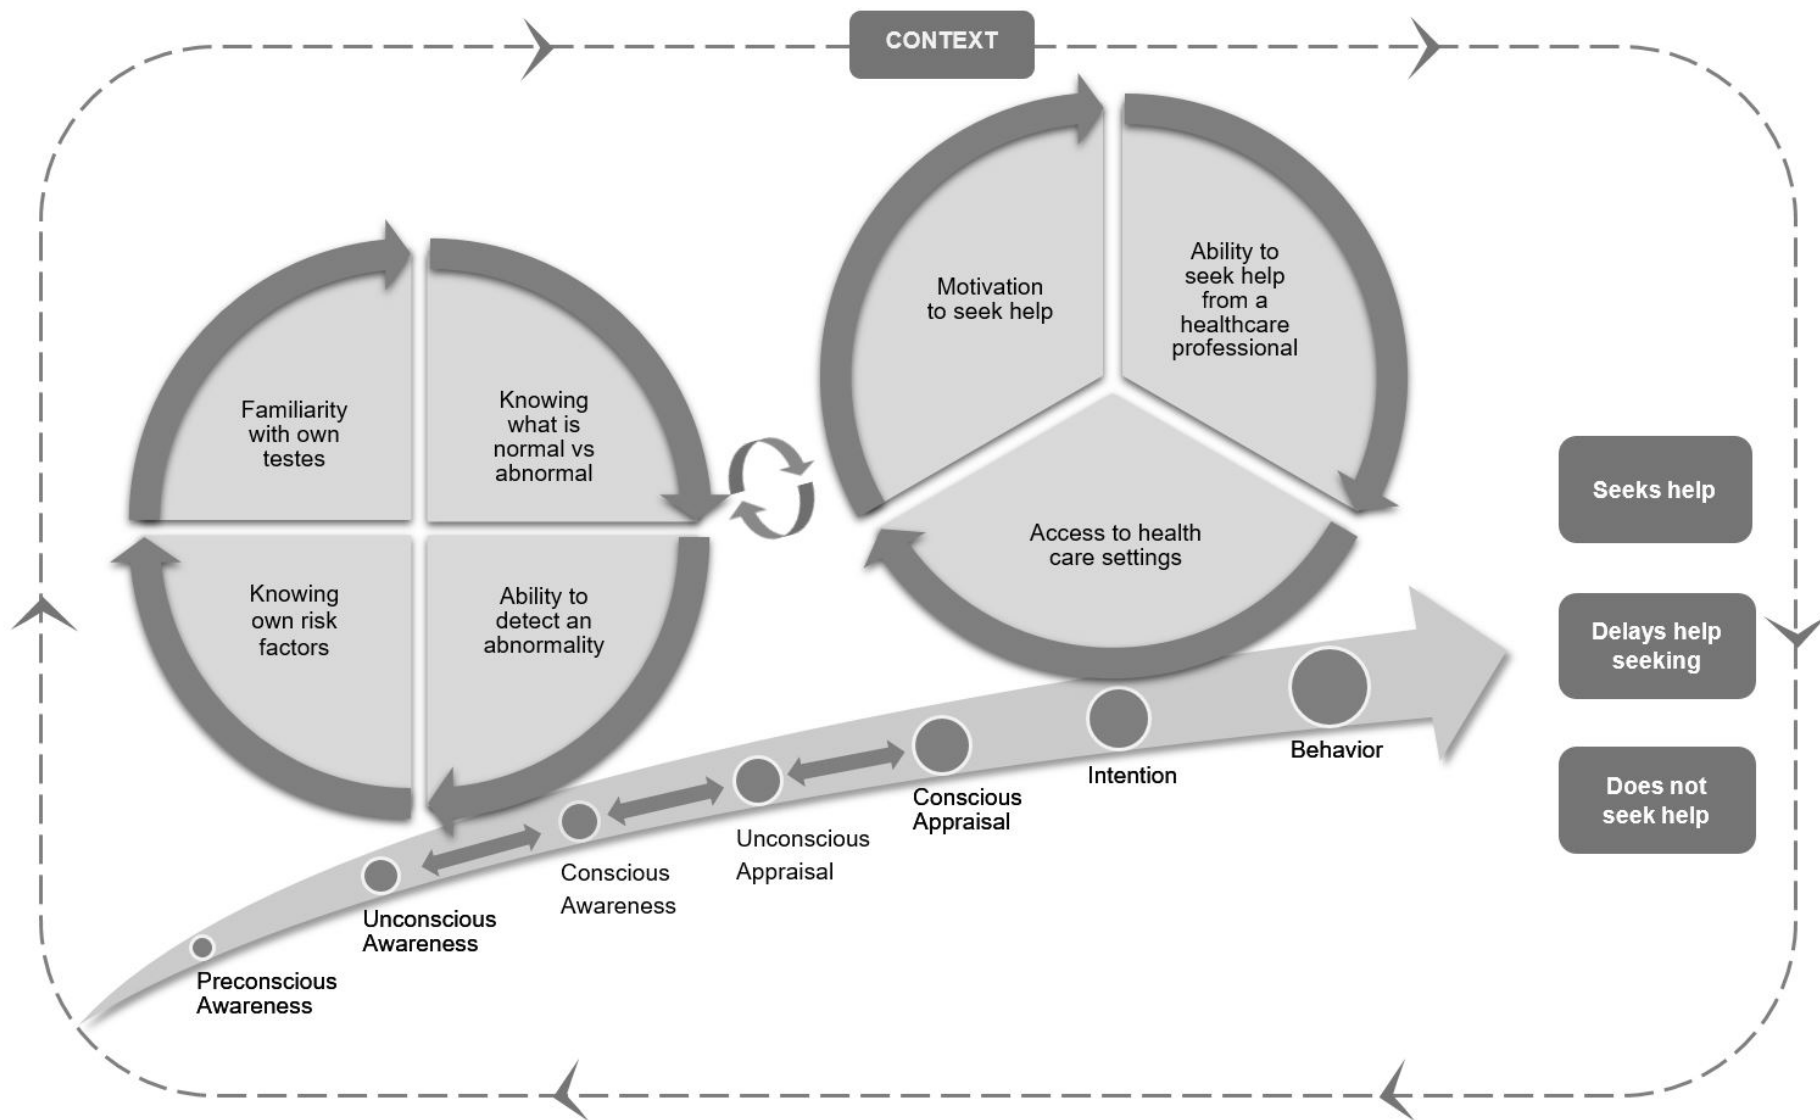 CONTEXT
Familiarity
with own
testes
Knowing
what is
normal vs
abnormal
Knowing
own risk
factors
Ability to
detect an
abnormality
Motivation
to seek help
Ability to
seek help
from a
healthcare
professional
Access to health
care settings
Preconscious
Awareness
Unconscious
Awareness
Conscious
Awareness
Unconscious
Appraisal
Conscious
Appraisal
Intention
Behavior
Seeks help
Delays help
seeking
Does not
seek help